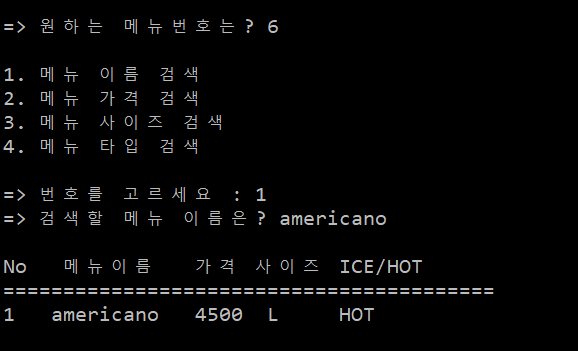 => 원하는 메뉴번호는? 6
1. 메뉴 이름 검색
2. 메뉴 가격 검색
3. 메뉴 사이즈 검색
4. 메뉴 타입 검색
=> 번호를 고르세요 : 1
=> 검색할 메뉴 이름은? americano
No 메뉴이름 가격 사이즈 ICE/HOT
=========================================
1 americano 4500 L HOT